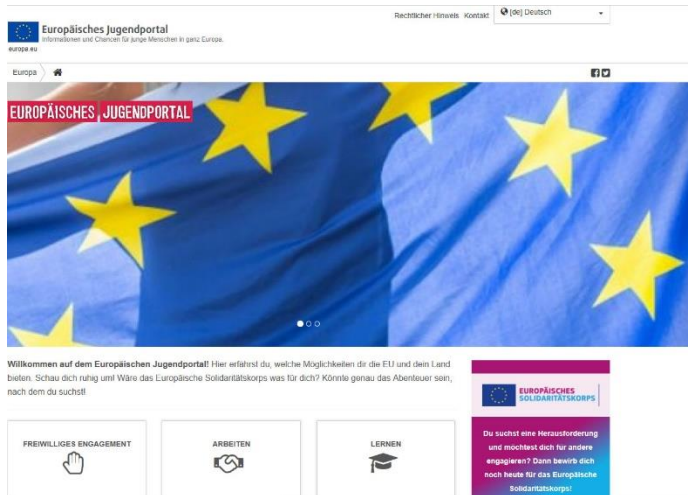 Rechtlicher Hinweis Kontakt [de] Deutsch
Europäisches Jugendportal
Informationen und Chancen für junge Menschen in ganz Europa.
europa.eu
Europa
EUROPÄISCHES JUGENDPORTAL
Willkommen auf dem Europäischen Jugendportal! Hier erfährst du, welche Möglichkeiten dir die EU und dein Land
bieten. Schau dich ruhig um! Wäre das Europäische Solidaritätskorps was für dich? Könnte genau das Abenteuer sein,
nach dem du suchst!
FREIWILLIGES ENGAGEMENT
ARBEITEN
LERNEN
EUROPÄISCHES
SOLIDARITÄTSKORPS
Du suchst eine Herausforderung
und möchtest dich für andere
engagieren? Dann bewirb dich
noch heute für das Europäische
Solidaritätskorps!